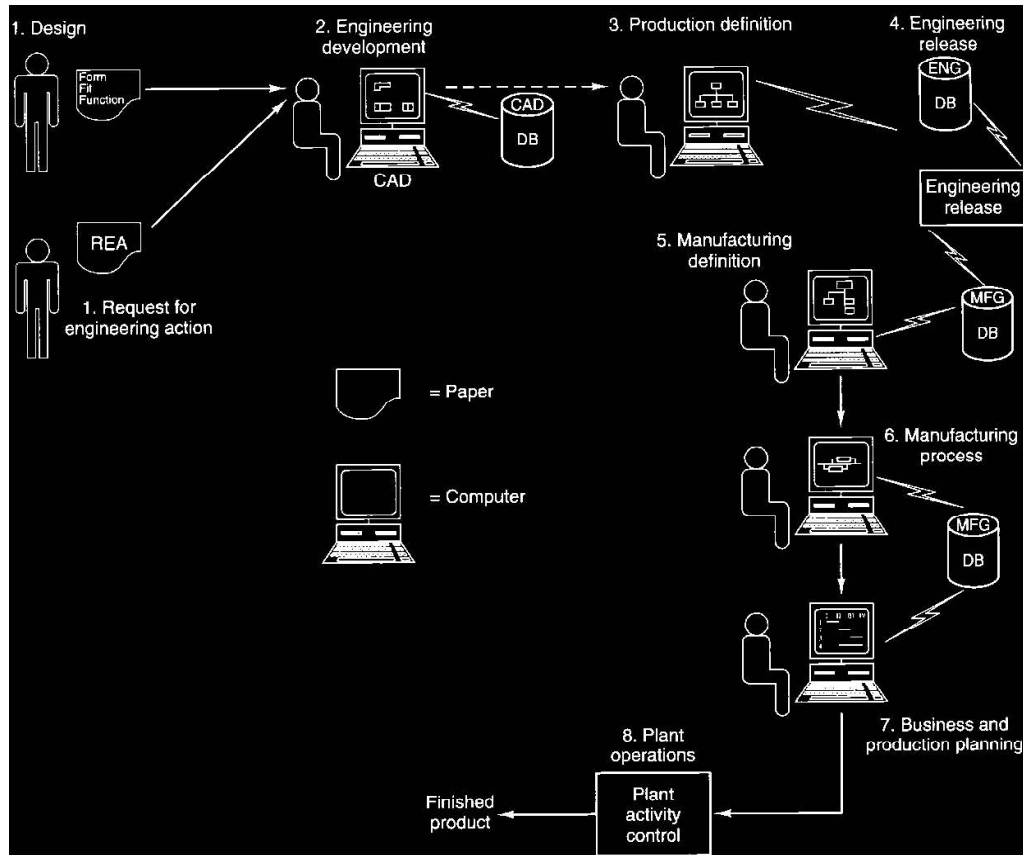 1. Design
Form
Fit
Function
2. Engineering
development
CAD
DB
CAD
3. Production definition
4. Engineering
release
ENG
DB
Engineering
release
REA
1. Request for
engineering action
5. Manufacturing
definition
MFG
DB
= Paper
= Computer
6. Manufacturing
process
MFG
DB
7. Business and
production planning
8. Plant
operations
Plant
activity
control
Finished
product